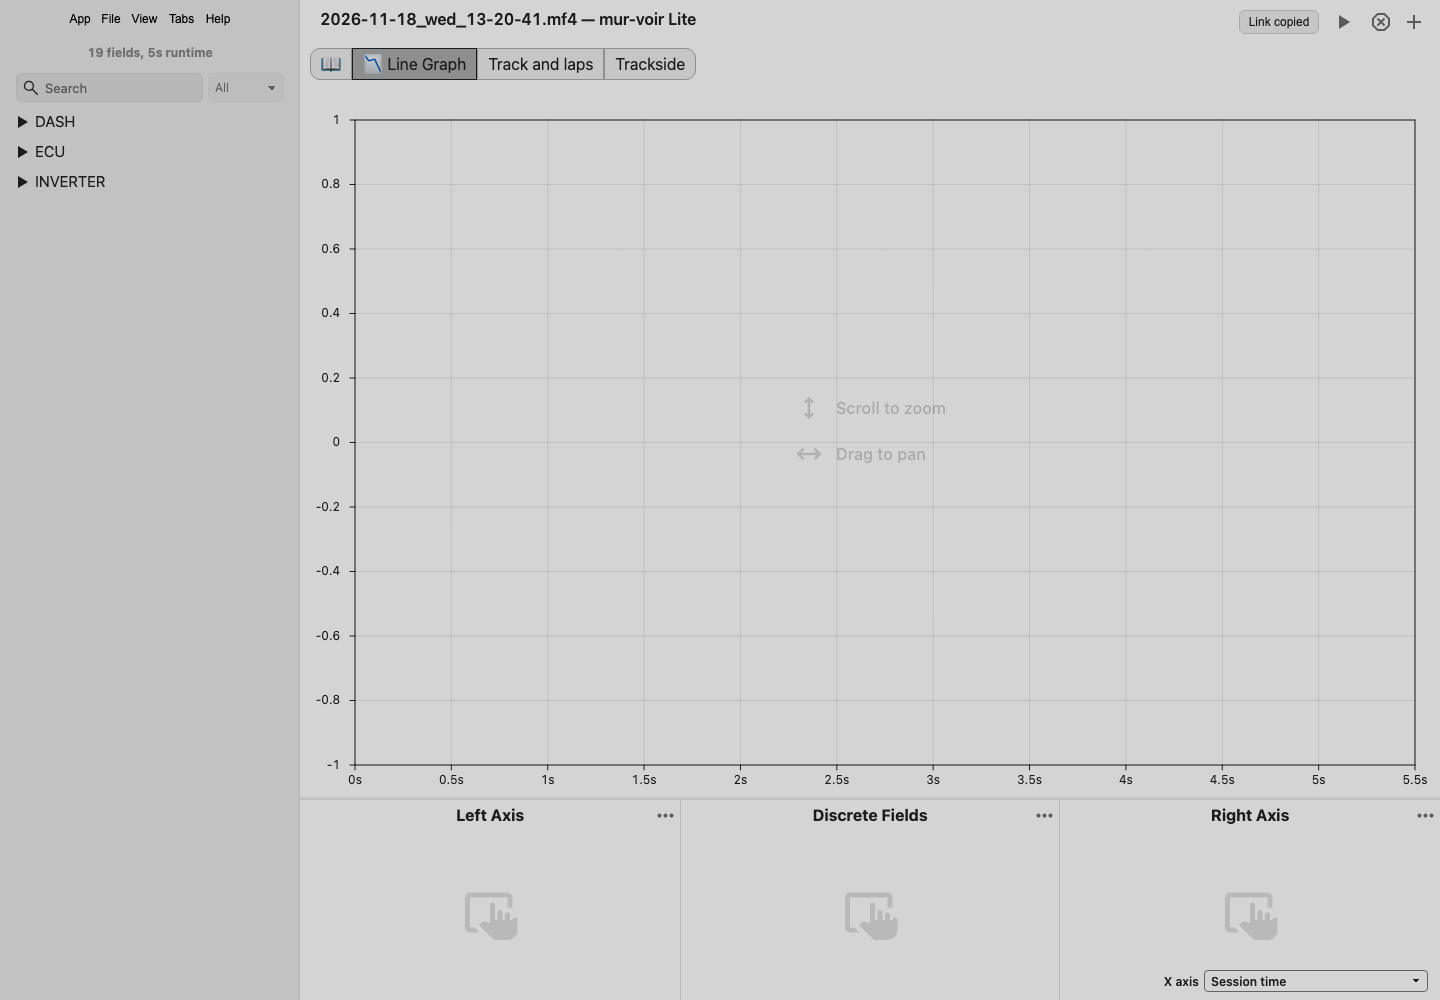 App File View Tabs Help
19 fields, 5s runtime
Search
All
DASH
ECU
INVERTER
2026-11-18_wed_13-20-41.mf4 — mur-voir Lite
Link copied
Line Graph
Track and laps
Trackside
1
0.8
0.6
0.4
0.2
0
-0.2
-0.4
-0.6
-0.8
-1
Scroll to zoom
Drag to pan
0s 0.5s 1s 1.5s 2s 2.5s 3s 3.5s 4s 4.5s 5s 5.5s
Left Axis
Discrete Fields
Right Axis
X axis
Session time